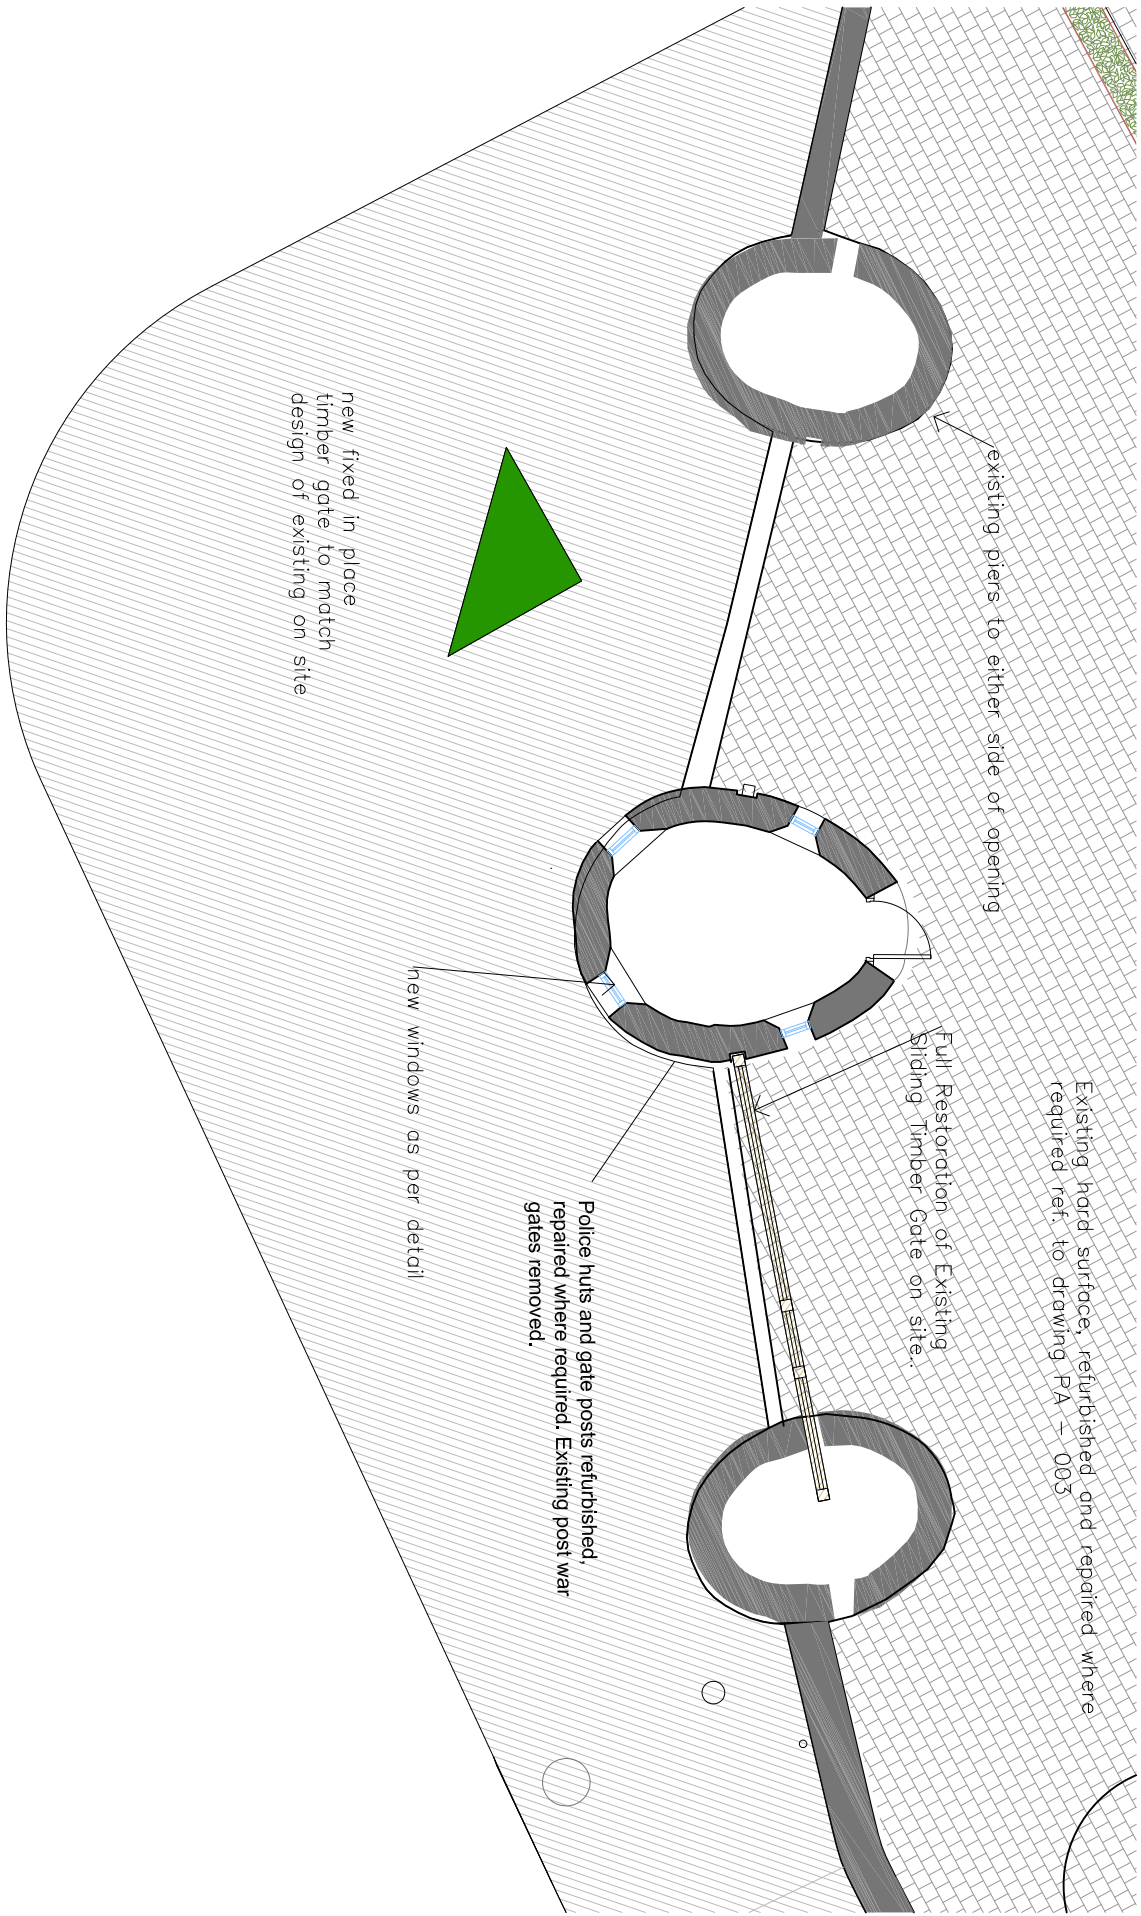 existing piers to either side of opening
new fixed in place
timber gate to match
design of existing on site
Existing hard surface, refurbished and repaired where
required ref. to drawing PA - 003
Full Restoration of Existing
Sliding Timber Gate on site..
Police huts and gate posts refurbished,
repaired where required. Existing post war
gates removed.
new windows as per detail